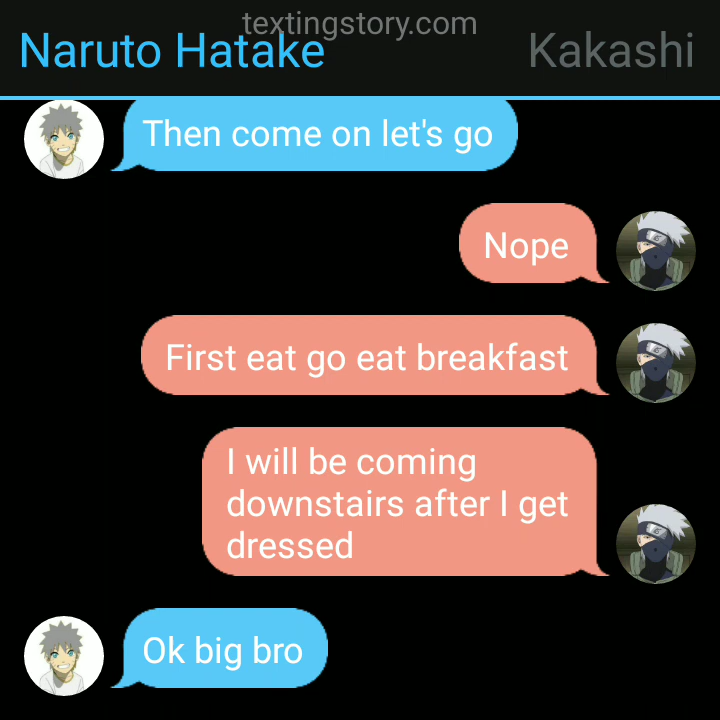 textingstory.com
Naruto Hatake
Kakashi
Then come on let's go
Nope
First eat go eat breakfast
I will be coming
downstairs after I get
dressed
Ok big bro